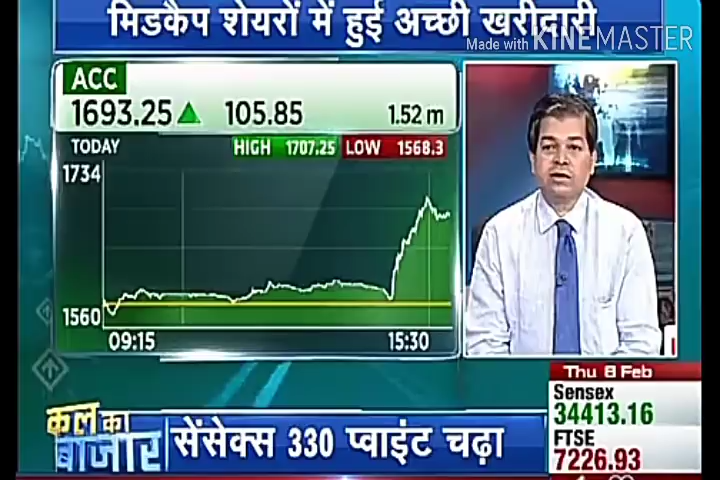 मिडकैप शेयरों में हुई अच्छी खरीदारी
Made with KINEMASTER
ACC
1693.25 105.85 1.52 m
TODAY HIGH 1707.25 LOW 1568.3
1734
1560
09:15 15:30
Thu 8 Feb
Sensex
34413.16
FTSE
7226.93
कल का
बाजार
सेंसेक्स 330 प्वाइंट चढ़ा